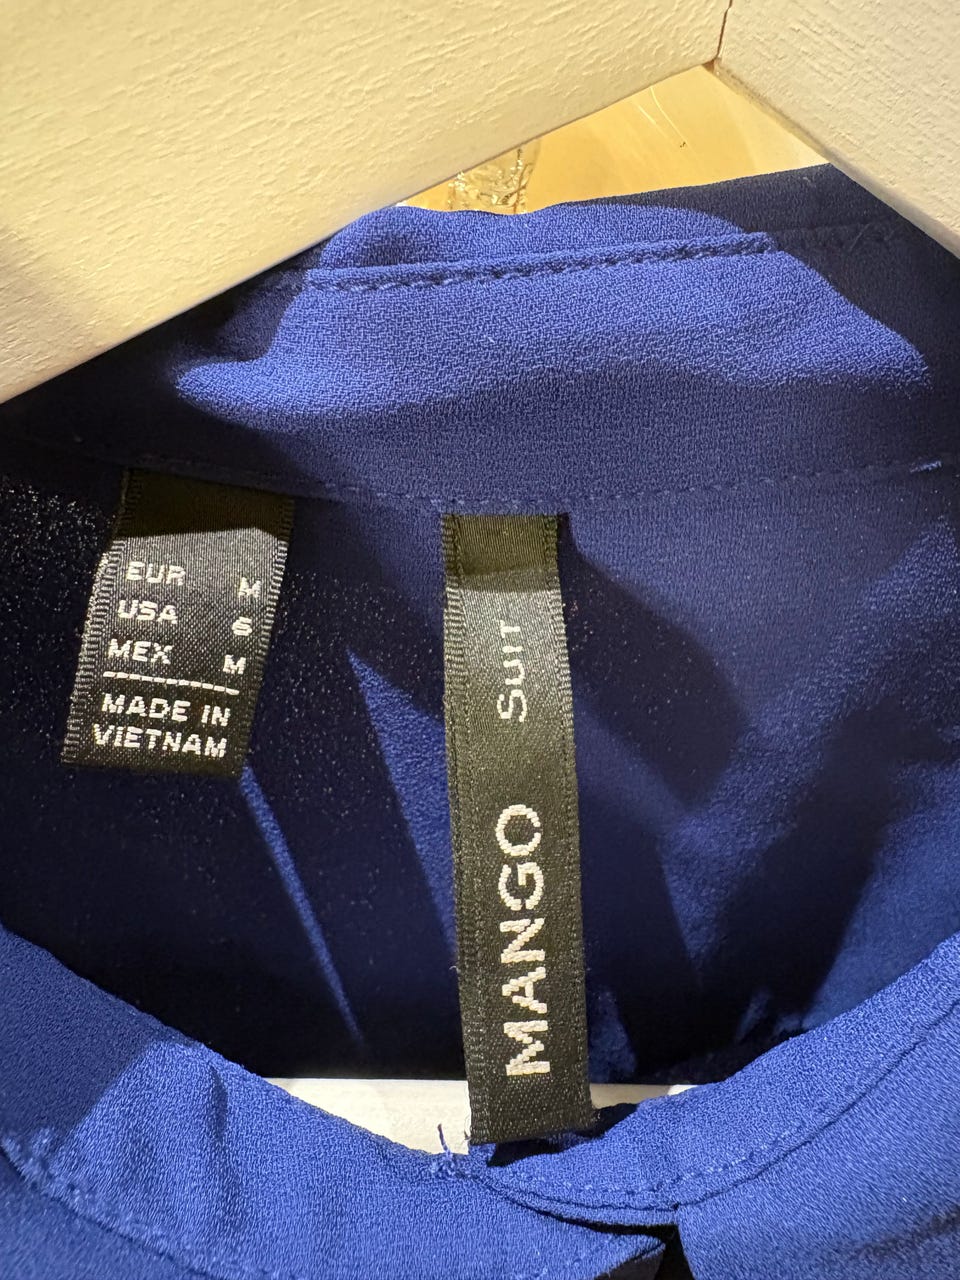 EUR M
USA 6
MEX M
MADE IN
VIETNAM
MANGO Suit